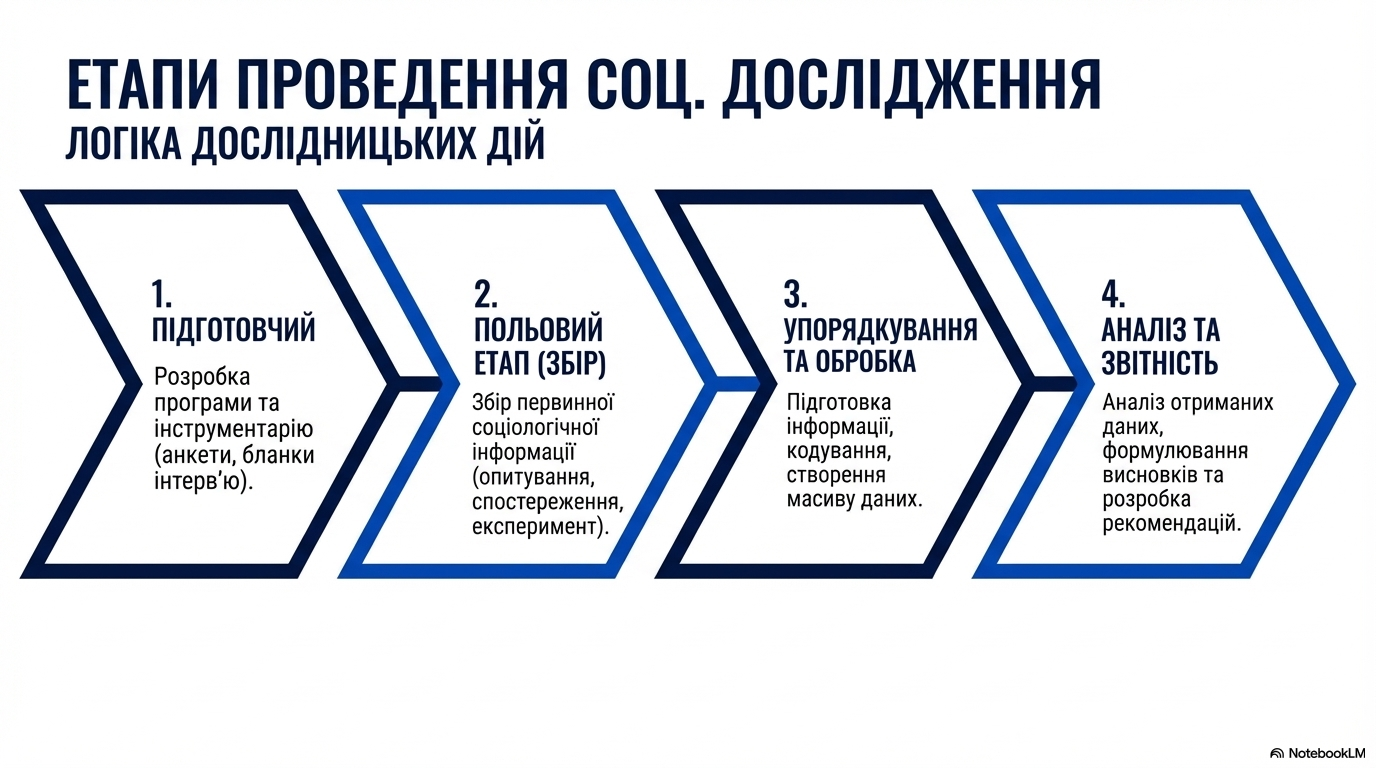 ЕТАПИ ПРОВЕДЕННЯ СОЦ. ДОСЛІДЖЕННЯ
ЛОГІКА ДОСЛІДНИЦЬКИХ ДІЙ
1.
ПІДГОТОВЧИЙ
Розробка
програми та
інструментарію
(анкети, бланки
інтерв'ю).
2.
ПОЛЬОВИЙ
ЕТАП (ЗБІР)
Збір первинної
соціологічної
інформації
(опитування,
спостереження,
експеримент).
3.
УПОРЯДКУВАННЯ
ТА ОБРОБКА
Підготовка
інформації,
кодування,
створення
масиву даних.
4.
АНАЛІЗ ТА
ЗВІТНІСТЬ
Аналіз отриманих
даних,
формулювання
висновків та
розробка
рекомендацій.
NotebookLM